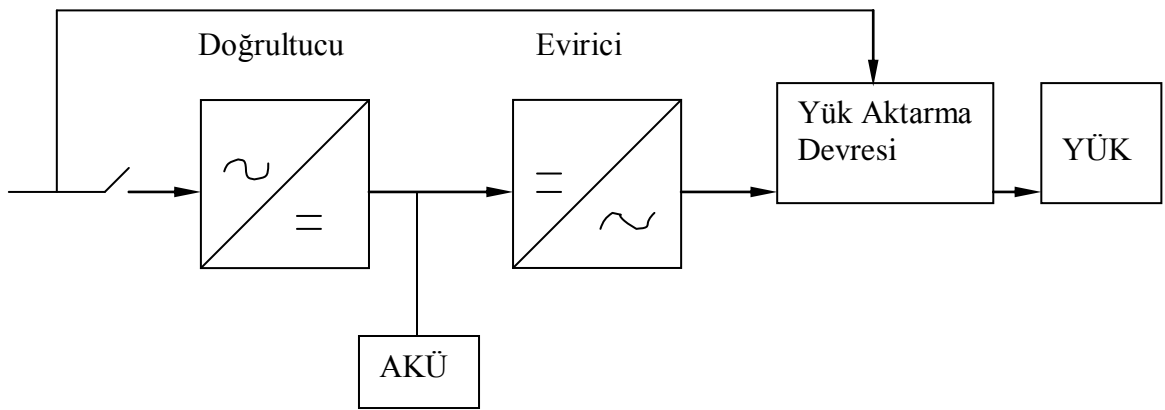 Doğrultucu
Evirici
Yük Aktarma
Devresi
YÜK
AKÜ